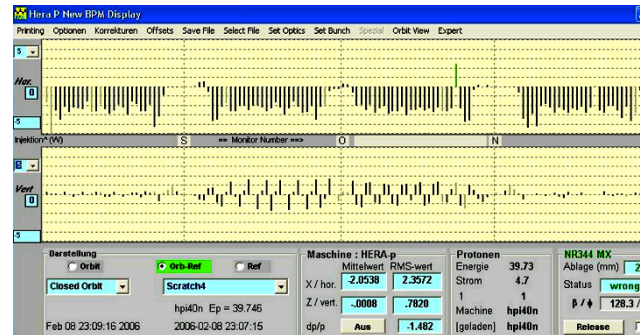 Hera P New BPM Display
Printing Optionen Korrekturen Offsets Save File Select File Set Optics Set Bunch Spezial Orbit View Expert
5
Hor.
0
-5
Injektion* (W) S == Monitor Number ==> O N
5
Vert
0
-5
Darstellung
Orbit Orb-Ref Ref
Closed Orbit Scratch4
hpi40n Ep = 39.746
Feb 08 23:09:16 2006 2006-02-08 23:07:15
Maschine : HERA-p
Mittelwert RMS-wert
X / hor. -2.0538 2.3572
Z / vert. -.0008 .7820
dp/p Aus -1.482
Protonen
Energie 39.73
Strom 4.7
1 1
Machine hpi40n
(geladen) hpi40n
NR344 MX
Ablage (mm) 2
Status wrong
β / ϕ 128.3
Release